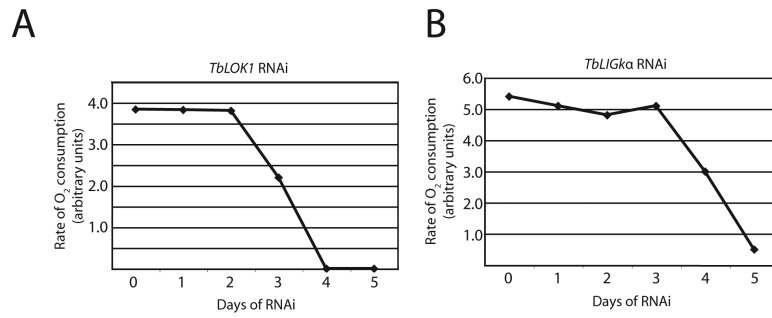 A
TbLOK1 RNAi
Rate of O2 consumption
(arbitrary units)
4.0
3.0
2.0
1.0
0 1 2 3 4 5
Days of RNAi
B
TbLIGkα RNAi
Rate of O2 consumption
(arbitrary units)
6.0
5.0
4.0
3.0
2.0
1.0
0 1 2 3 4 5
Days of RNAi